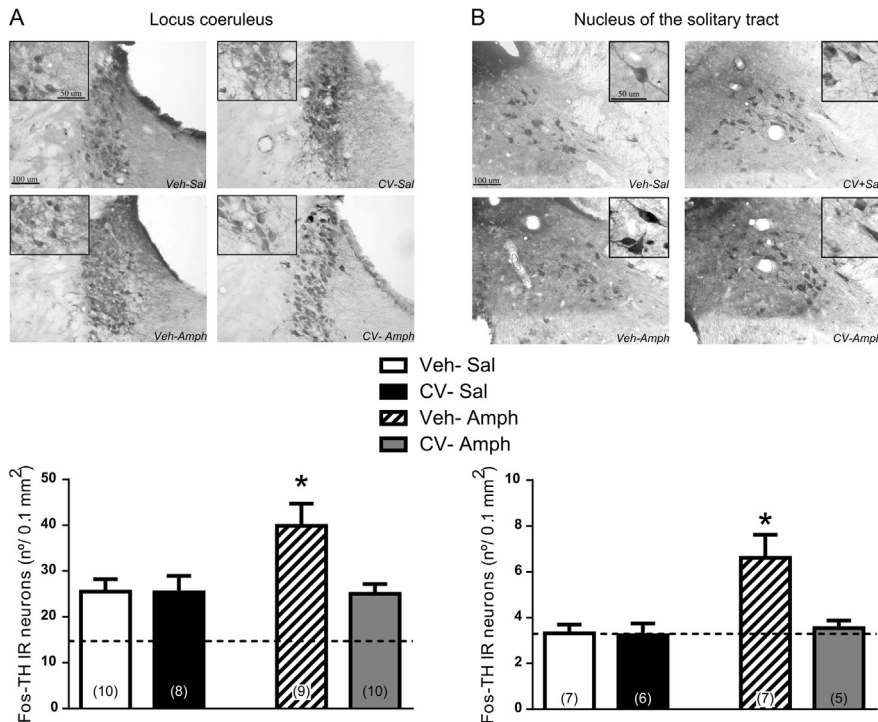 A
Locus coeruleus
50 um
100 um
Veh-Sal
CV-Sal
Veh-Amph
CV- Amph
B
Nucleus of the solitary tract
50 um
100 um
Veh-Sal
CV+Sal
Veh-Amph
CV-Amph
Veh- Sal
CV- Sal
Veh- Amph
CV- Amph
Fos-TH IR neurons (nº/ 0.1 mm²)
50
40
30
20
10
0
*
(10)
(8)
(9)
(10)
Fos-TH IR neurons (nº/ 0.1 mm²)
10
8
6
4
2
0
*
(7)
(6)
(7)
(5)